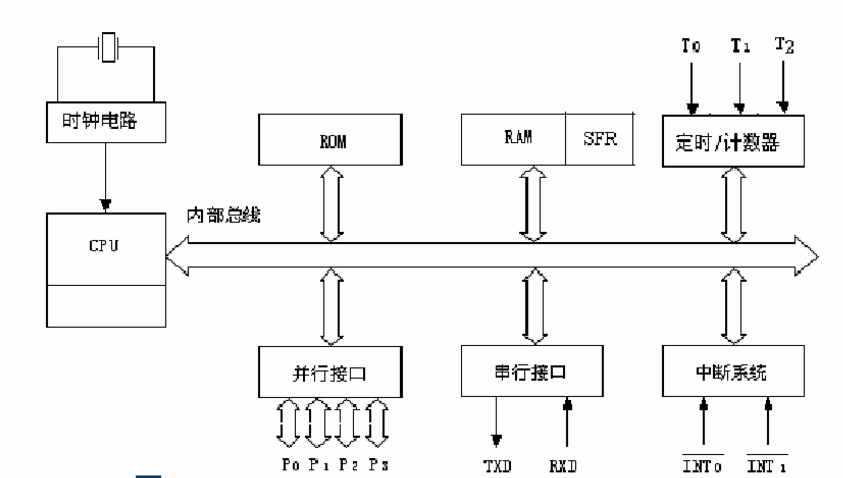 T0 T1 T2
时钟电路
ROM
RAM
SFR
定时/计数器
内部总线
CPU
并行接口
串行接口
中断系统
P0 P1 P2 P3
TXD
RXD
INT0
INT1